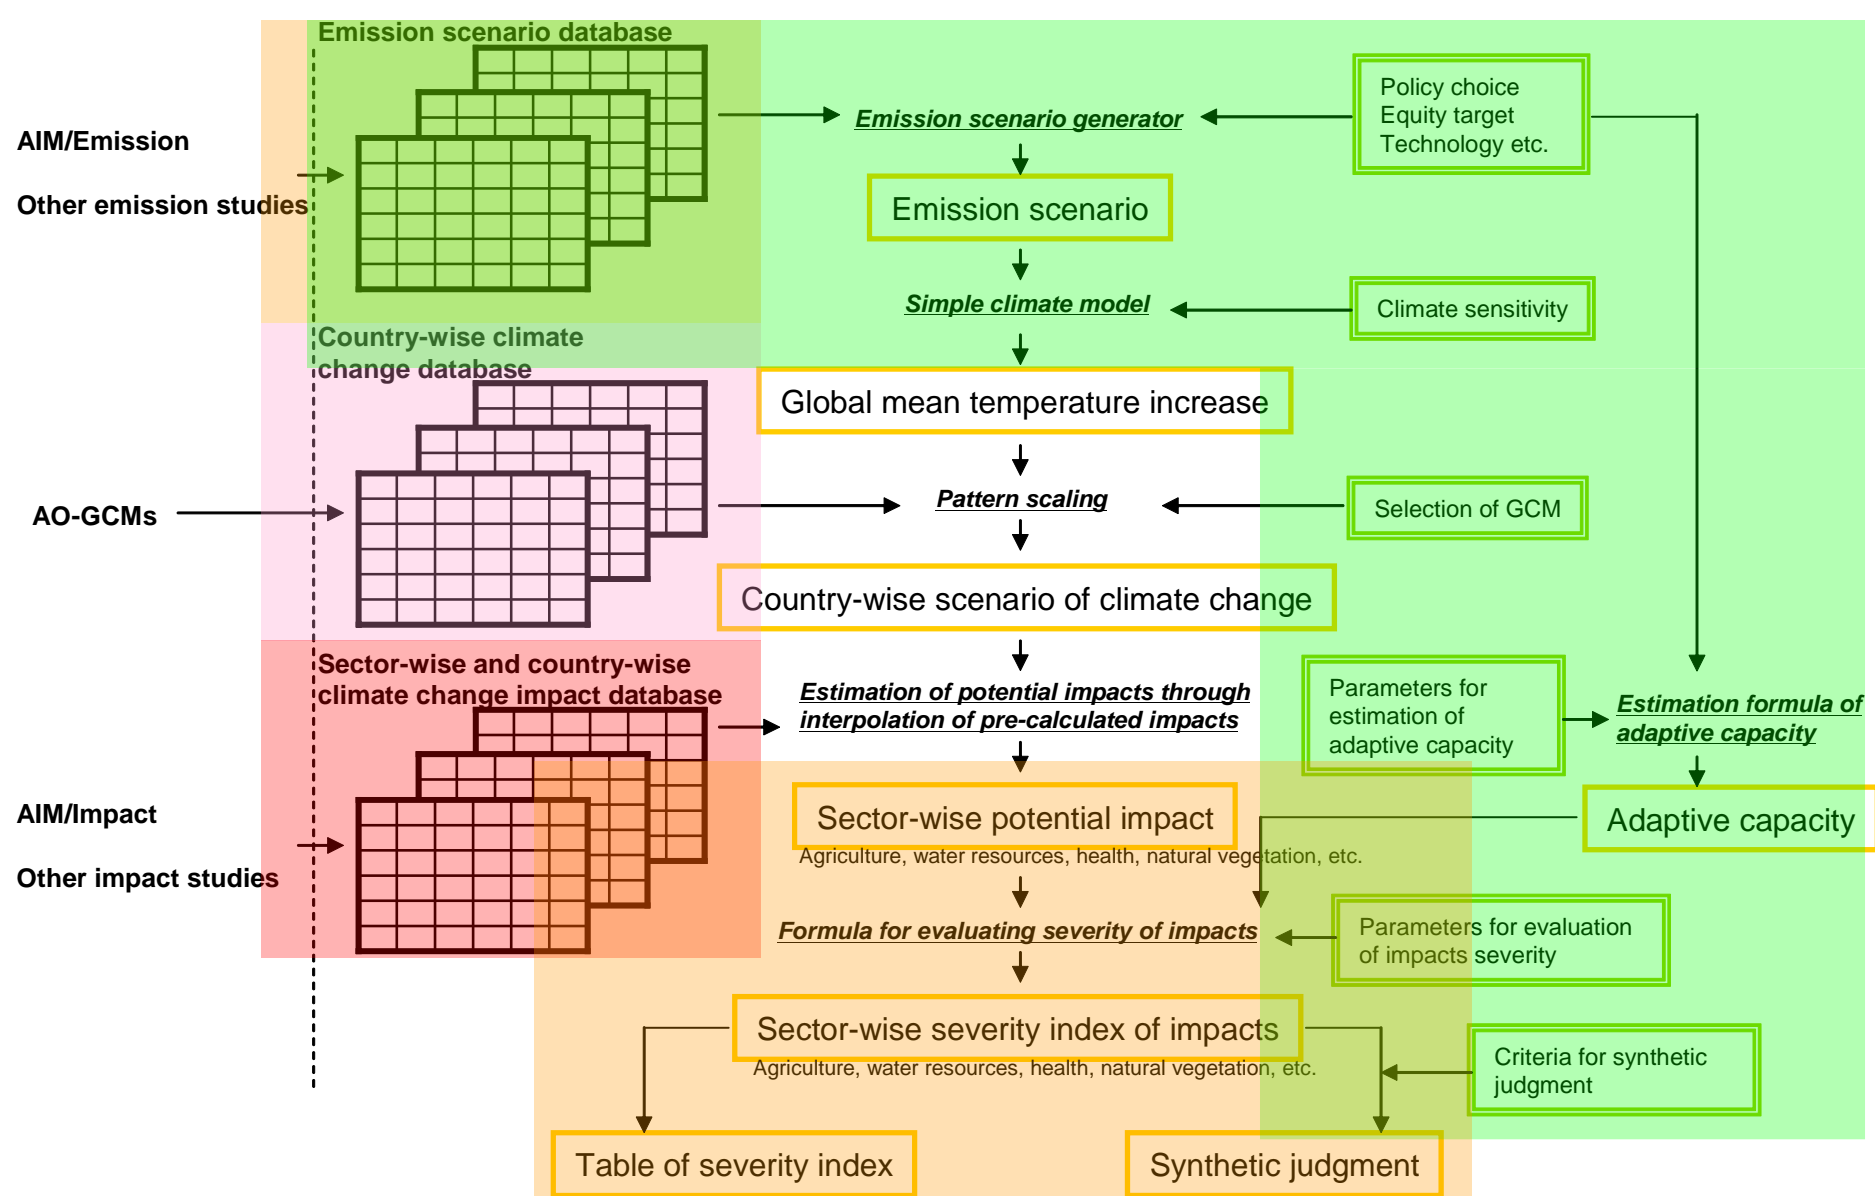 Emission scenario database
AIM/Emission
Other emission studies
Emission scenario generator
Policy choice
Equity target
Technology etc.
Emission scenario
Simple climate model
Climate sensitivity
Country-wise climate
change database
Global mean temperature increase
AO-GCMs
Pattern scaling
Selection of GCM
Country-wise scenario of climate change
Sector-wise and country-wise
climate change impact database
Estimation of potential impacts through
interpolation of pre-calculated impacts
Parameters for
estimation of
adaptive capacity
Estimation formula of
adaptive capacity
AIM/Impact
Other impact studies
Sector-wise potential impact
Agriculture, water resources, health, natural vegetation, etc.
Adaptive capacity
Formula for evaluating severity of impacts
Parameters for evaluation
of impacts severity
Sector-wise severity index of impacts
Agriculture, water resources, health, natural vegetation, etc.
Criteria for synthetic
judgment
Table of severity index
Synthetic judgment